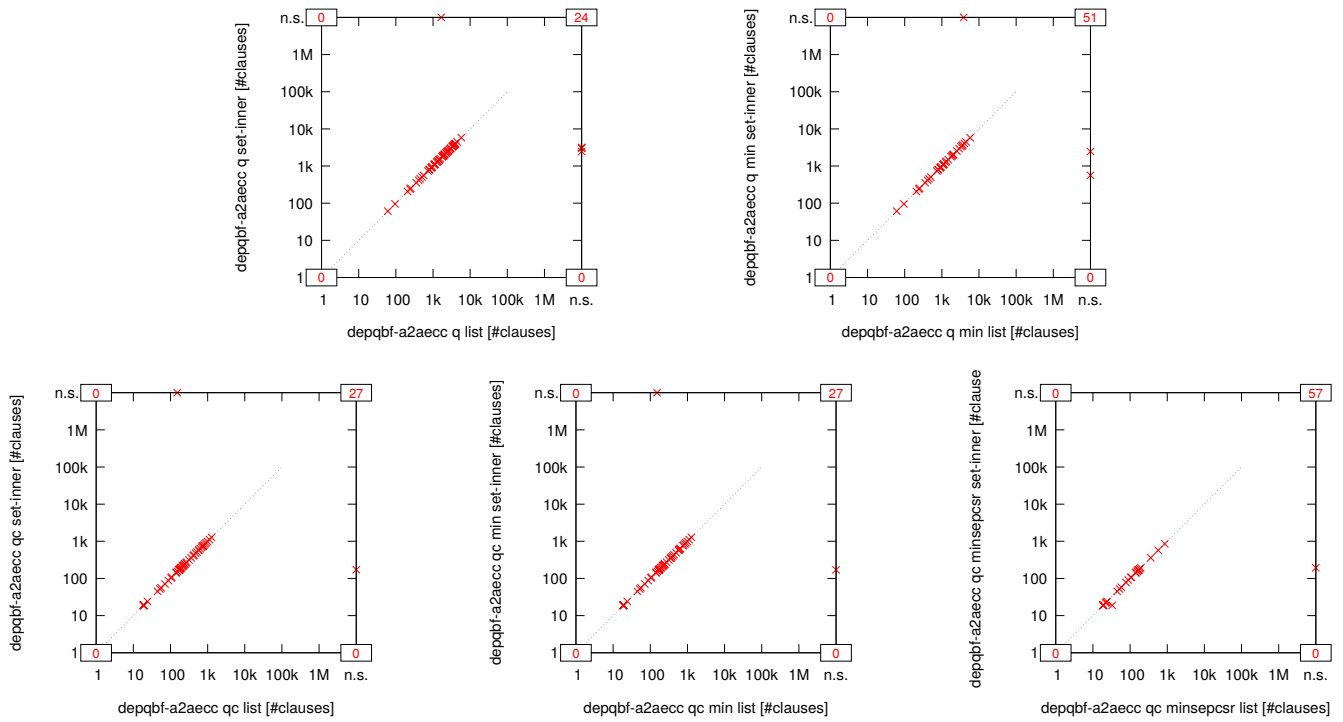 n.s.
0
24
1M
100k
10k
1k
100
10
1
0
0
1 10 100 1k 10k 100k 1M n.s.
depqbf-a2aecc q set-inner [#clauses]
depqbf-a2aecc q list [#clauses]
n.s.
0
51
1M
100k
10k
1k
100
10
1
0
0
1 10 100 1k 10k 100k 1M n.s.
depqbf-a2aecc q min set-inner [#clauses]
depqbf-a2aecc q min list [#clauses]
n.s.
0
27
1M
100k
10k
1k
100
10
1
0
0
1 10 100 1k 10k 100k 1M n.s.
depqbf-a2aecc qc set-inner [#clauses]
depqbf-a2aecc qc list [#clauses]
n.s.
0
27
1M
100k
10k
1k
100
10
1
0
0
1 10 100 1k 10k 100k 1M n.s.
depqbf-a2aecc qc min set-inner [#clauses]
depqbf-a2aecc qc min list [#clauses]
n.s.
0
57
1M
100k
10k
1k
100
10
1
0
0
1 10 100 1k 10k 100k 1M n.s.
depqbf-a2aecc qc minsepcsr set-inner [#clause
depqbf-a2aecc qc minsepcsr list [#clauses]